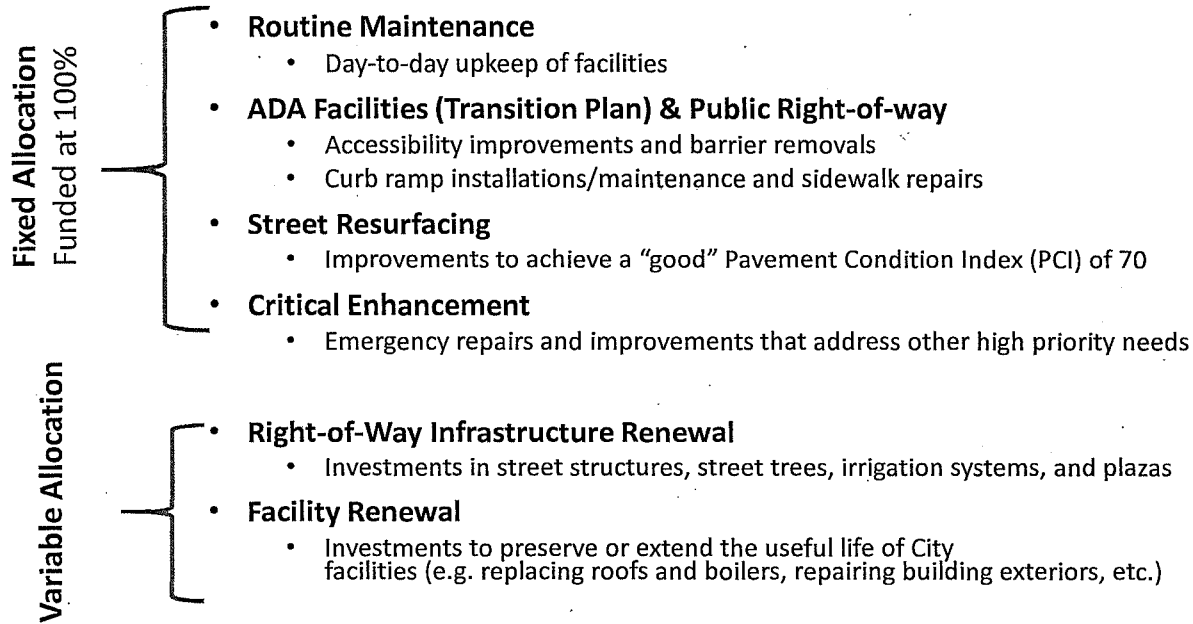 Fixed Allocation
Funded at 100%
• Routine Maintenance
• Day-to-day upkeep of facilities
• ADA Facilities (Transition Plan) & Public Right-of-way
• Accessibility improvements and barrier removals
• Curb ramp installations/maintenance and sidewalk repairs
• Street Resurfacing
• Improvements to achieve a “good” Pavement Condition Index (PCI) of 70
• Critical Enhancement
• Emergency repairs and improvements that address other high priority needs
Variable Allocation
• Right-of-Way Infrastructure Renewal
• Investments in street structures, street trees, irrigation systems, and plazas
• Facility Renewal
• Investments to preserve or extend the useful life of City
facilities (e.g. replacing roofs and boilers, repairing building exteriors, etc.)